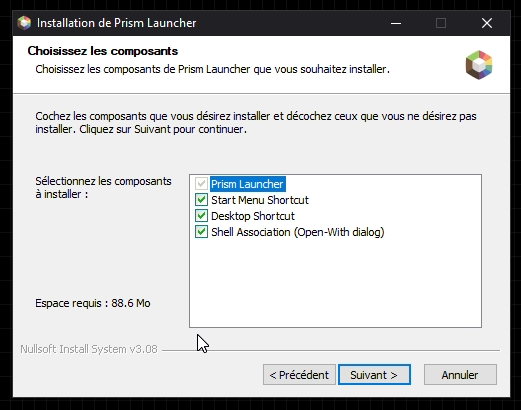 Installation de Prism Launcher
Choisissez les composants
Choisissez les composants de Prism Launcher que vous souhaitez installer.
Cochez les composants que vous désirez installer et décochez ceux que vous ne désirez pas
installer. Cliquez sur Suivant pour continuer.
Sélectionnez les composants
à installer :
Prism Launcher
Start Menu Shortcut
Desktop Shortcut
Shell Association (Open-With dialog)
Espace requis : 88.6 Mo
Nullsoft Install System v3.08
< Précédent
Suivant >
Annuler